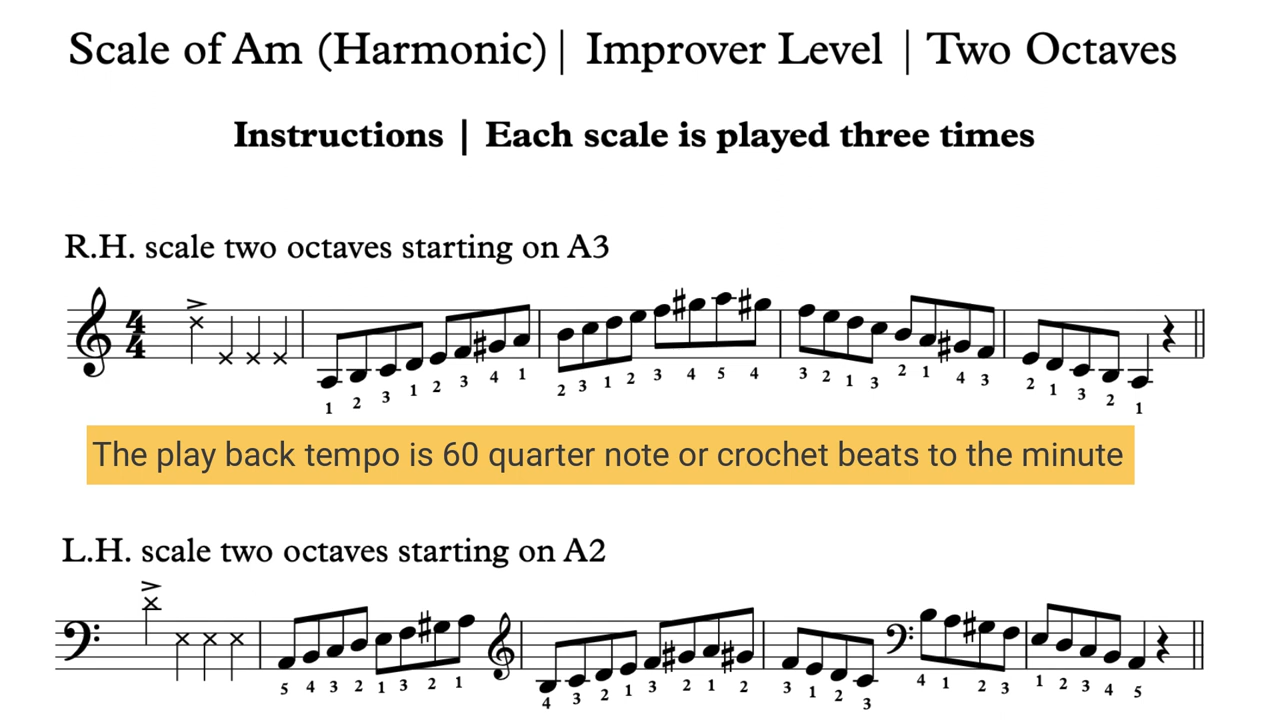 Scale of Am (Harmonic) | Improver Level | Two Octaves
Instructions | Each scale is played three times
R.H. scale two octaves starting on A3
4 4
1 2 3 1 2 3 4 1 2 3 1 2 3 4 5 4 3 2 1 3 2 1 4 3 2 1 3 2 1
The play back tempo is 60 quarter note or crochet beats to the minute
L.H. scale two octaves starting on A2
5 4 3 2 1 3 2 1 4 3 2 1 3 2 1 2 3 1 2 3 4 1 2 3 1 2 3 4 5